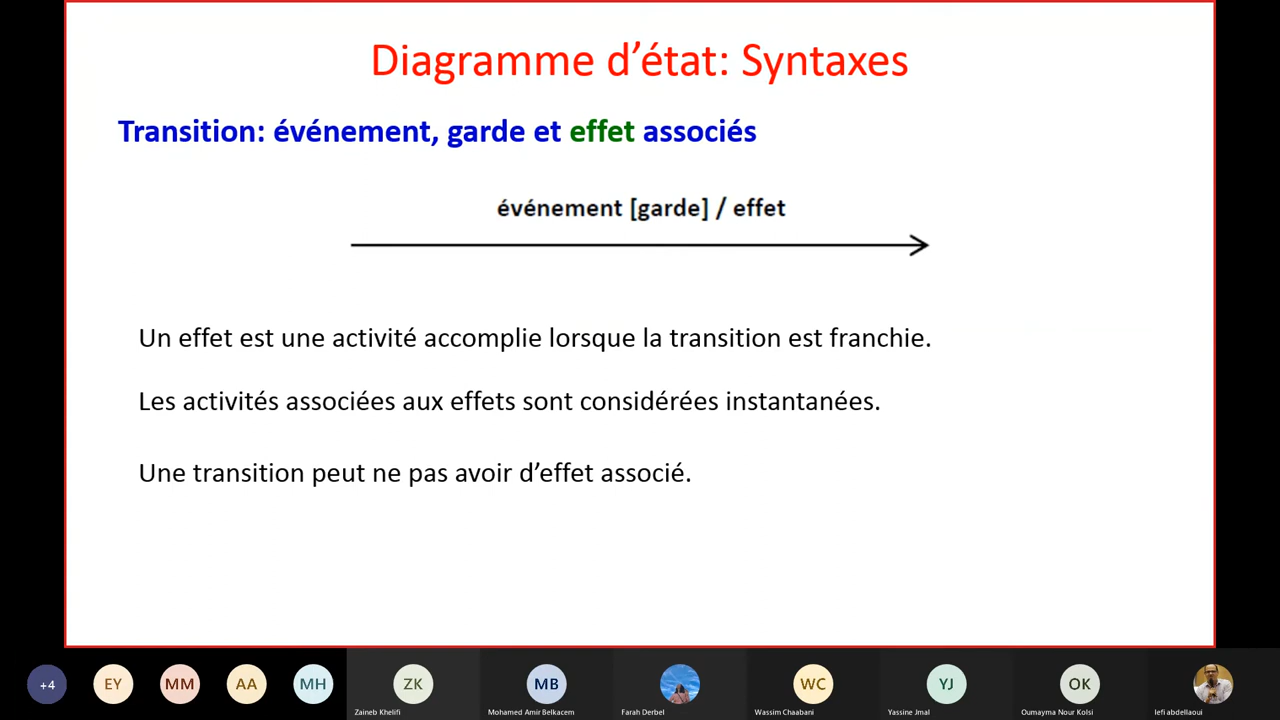 Diagramme d’état: Syntaxes
Transition: événement, garde et effet associés
événement [garde] / effet
Un effet est une activité accomplie lorsque la transition est franchie.
Les activités associées aux effets sont considérées instantanées.
Une transition peut ne pas avoir d’effet associé.
+4
EY
MM
AA
MH
ZK
MB
WC
YJ
OK
Zaineb Khelifi
Mohamed Amir Belkacem
Farah Derbel
Wassim Chaabani
Yassine Jmal
Oumayma Nour Kolsi
lefi abdellaoui